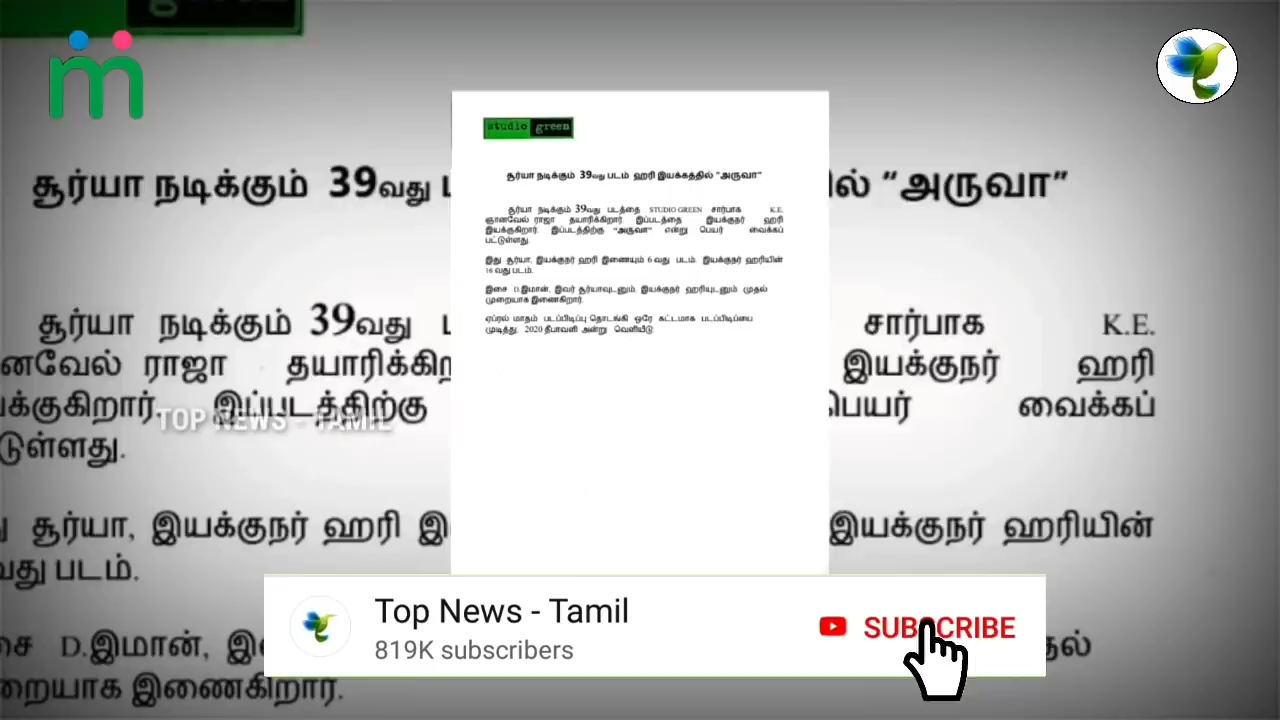 studio green
சூர்யா நடிக்கும் 39வது படம் ஹரி இயக்கத்தில் “அருவா”
சூர்யா நடிக்கும் 39வது படத்தை STUDIO GREEN சார்பாக K.E.
ஞானவேல் ராஜா தயாரிக்கிறார். இப்படத்தை இயக்குநர் ஹரி
இயக்குகிறார். இப்படத்திற்கு “அருவா” என்று பெயர் வைக்கப்
பட்டுள்ளது.
இது சூர்யா, இயக்குநர் ஹரி இணையும் 6 வது படம். இயக்குநர் ஹரியின்
16 வது படம்.
இசை D.இமான், இவர் சூர்யாவுடனும், இயக்குநர் ஹரியுடனும் முதல்
முறையாக இணைகிறார்.
ஏப்ரல் மாதம் படப்பிடிப்பு தொடங்கி ஒரே கட்டமாக படப்பிடிப்பை
முடித்து, 2020 தீபாவளி அன்று வெளியீடு.
சூர்யா நடிக்கும் 39வது ப
ில் “அருவா”
சூர்யா நடிக்கும் 39வது
சார்பாக K.E.
னவேல் ராஜா தயாரிக்கிற
இயக்குநர் ஹரி
க்குகிறார். இப்படத்திற்கு
பெயர் வைக்கப்
டுள்ளது.
TOP NEWS - TAMIL
சூர்யா, இயக்குநர் ஹரி இ
இயக்குநர் ஹரியின்
வது படம்.
சை D.இமான், இ
தல்
றையாக இணைகிறார்.
Top News - Tamil
819K subscribers
SUBSCRIBE